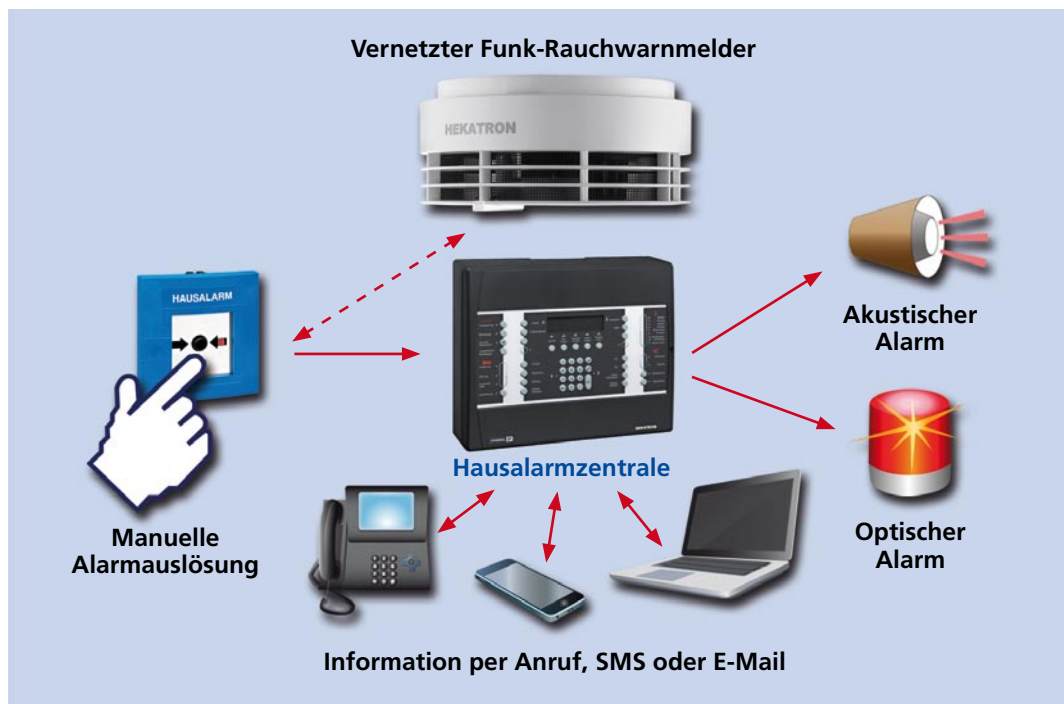 Vernetzter Funk-Rauchwarnmelder
HEKATRON
HAUSALARM
Akustischer
Alarm
Hausalarmzentrale
Manuelle
Alarmauslösung
Optischer
Alarm
Information per Anruf, SMS oder E-Mail